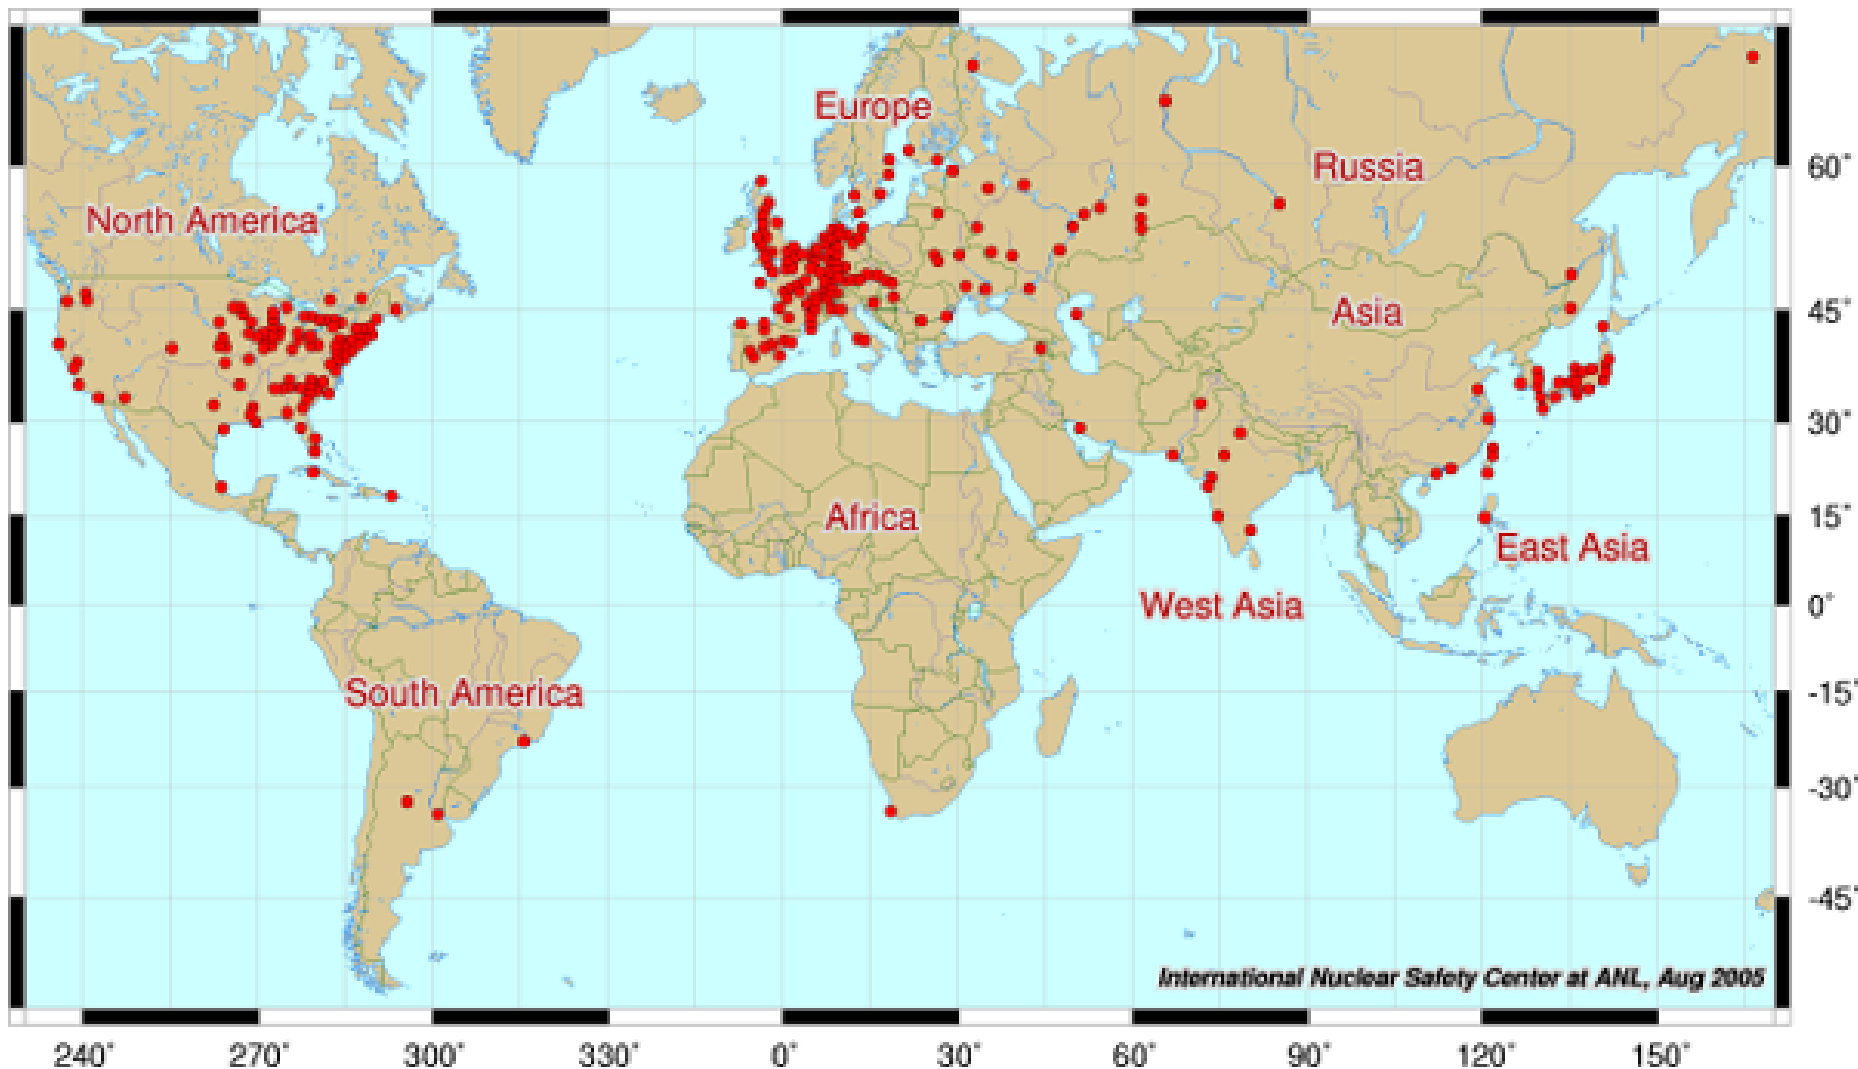 Europe
Russia
North America
Asia
Africa
East Asia
West Asia
South America
International Nuclear Safety Center at ANL, Aug 2005
60°
45°
30°
15°
0°
-15°
-30°
-45°
240° 270° 300° 330° 0° 30° 60° 90° 120° 150°